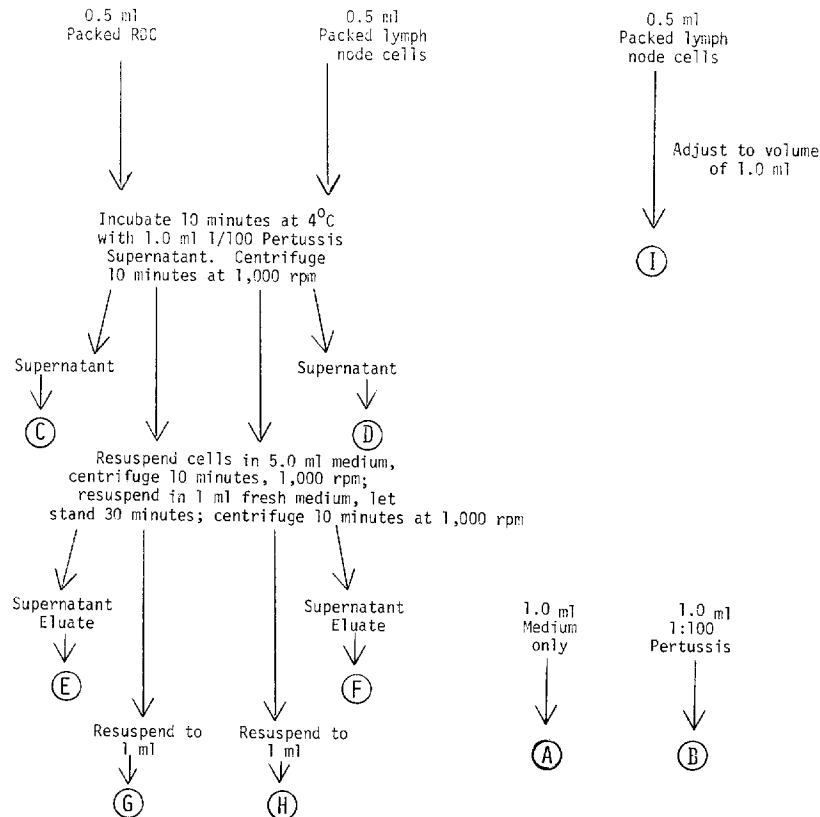 0.5 ml
Packed RBC
0.5 ml
Packed lymph
node cells
0.5 ml
Packed lymph
node cells
Adjust to volume
of 1.0 ml
Incubate 10 minutes at 4°C
with 1.0 ml 1/100 Pertussis
Supernatant. Centrifuge
10 minutes at 1,000 rpm
I
Supernatant
Supernatant
C
D
Resuspend cells in 5.0 ml medium,
centrifuge 10 minutes, 1,000 rpm;
resuspend in 1 ml fresh medium, let
stand 30 minutes; centrifuge 10 minutes at 1,000 rpm
Supernatant
Eluate
Supernatant
Eluate
1.0 ml
Medium
only
1.0 ml
1:100
Pertussis
E
F
Resuspend to
1 ml
Resuspend to
1 ml
A
B
G
H